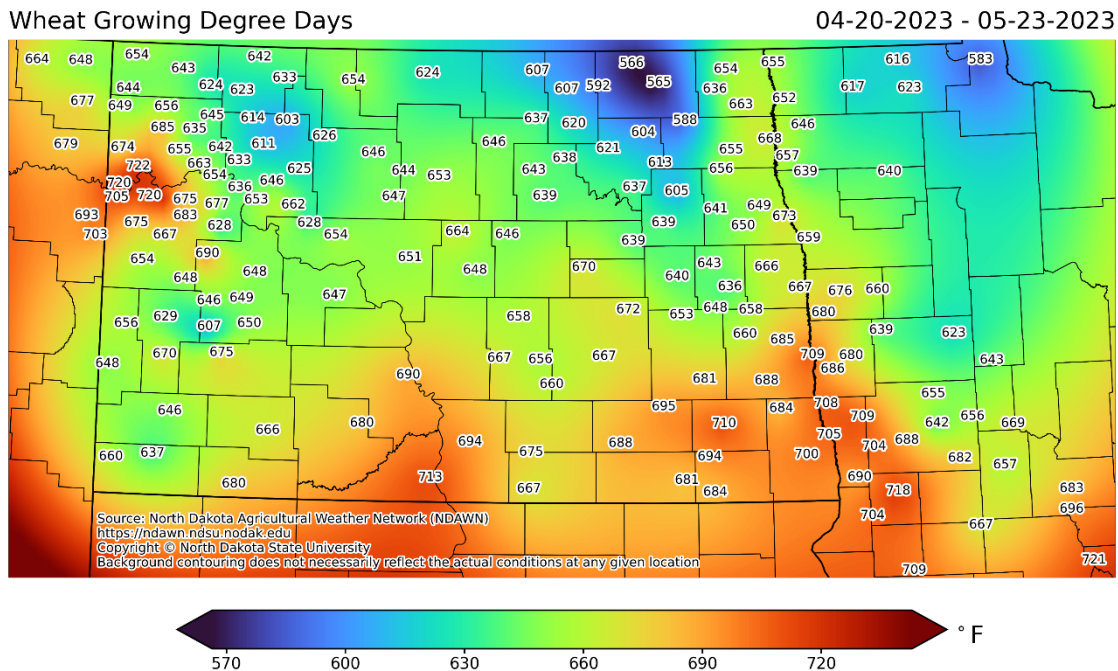 Wheat Growing Degree Days 04-20-2023 - 05-23-2023
664 648 654 643 642 633 654 624 607 566 654 655 616 583
677 644 624 623 607 592 565 636 617 623
649 656 645 614 603 637 620 588 663 652
679 685 635 642 611 626 646 646 621 604 668 646
674 655 663 633 625 644 653 638 613 655 657
722 654 646 643 656 639 640
720 705 720 675 636 653 662 647 639 637 605
693 675 683 677 628 628 664 646 639 641 649 673
703 667 654 639 650 659
654 690 648 651 648 670 643 666
648 646 649 647 640 636 667 676 660
656 629 607 650 658 672 653 648 658 680
648 670 675 667 656 667 660 685 639 623
690 660 681 688 709 680 686 643
646 666 680 695 710 684 708 709 655 642 656 669
660 637 694 675 688 694 700 705 704 688 682 657
680 713 667 681 684 690 718 683
704 667 696
709 721
Source: North Dakota Agricultural Weather Network (NDAWN)
https://ndawn.ndsu.nodak.edu
Copyright © North Dakota State University
Background contouring does not necessarily reflect the actual conditions at any given location
°F
570 600 630 660 690 720